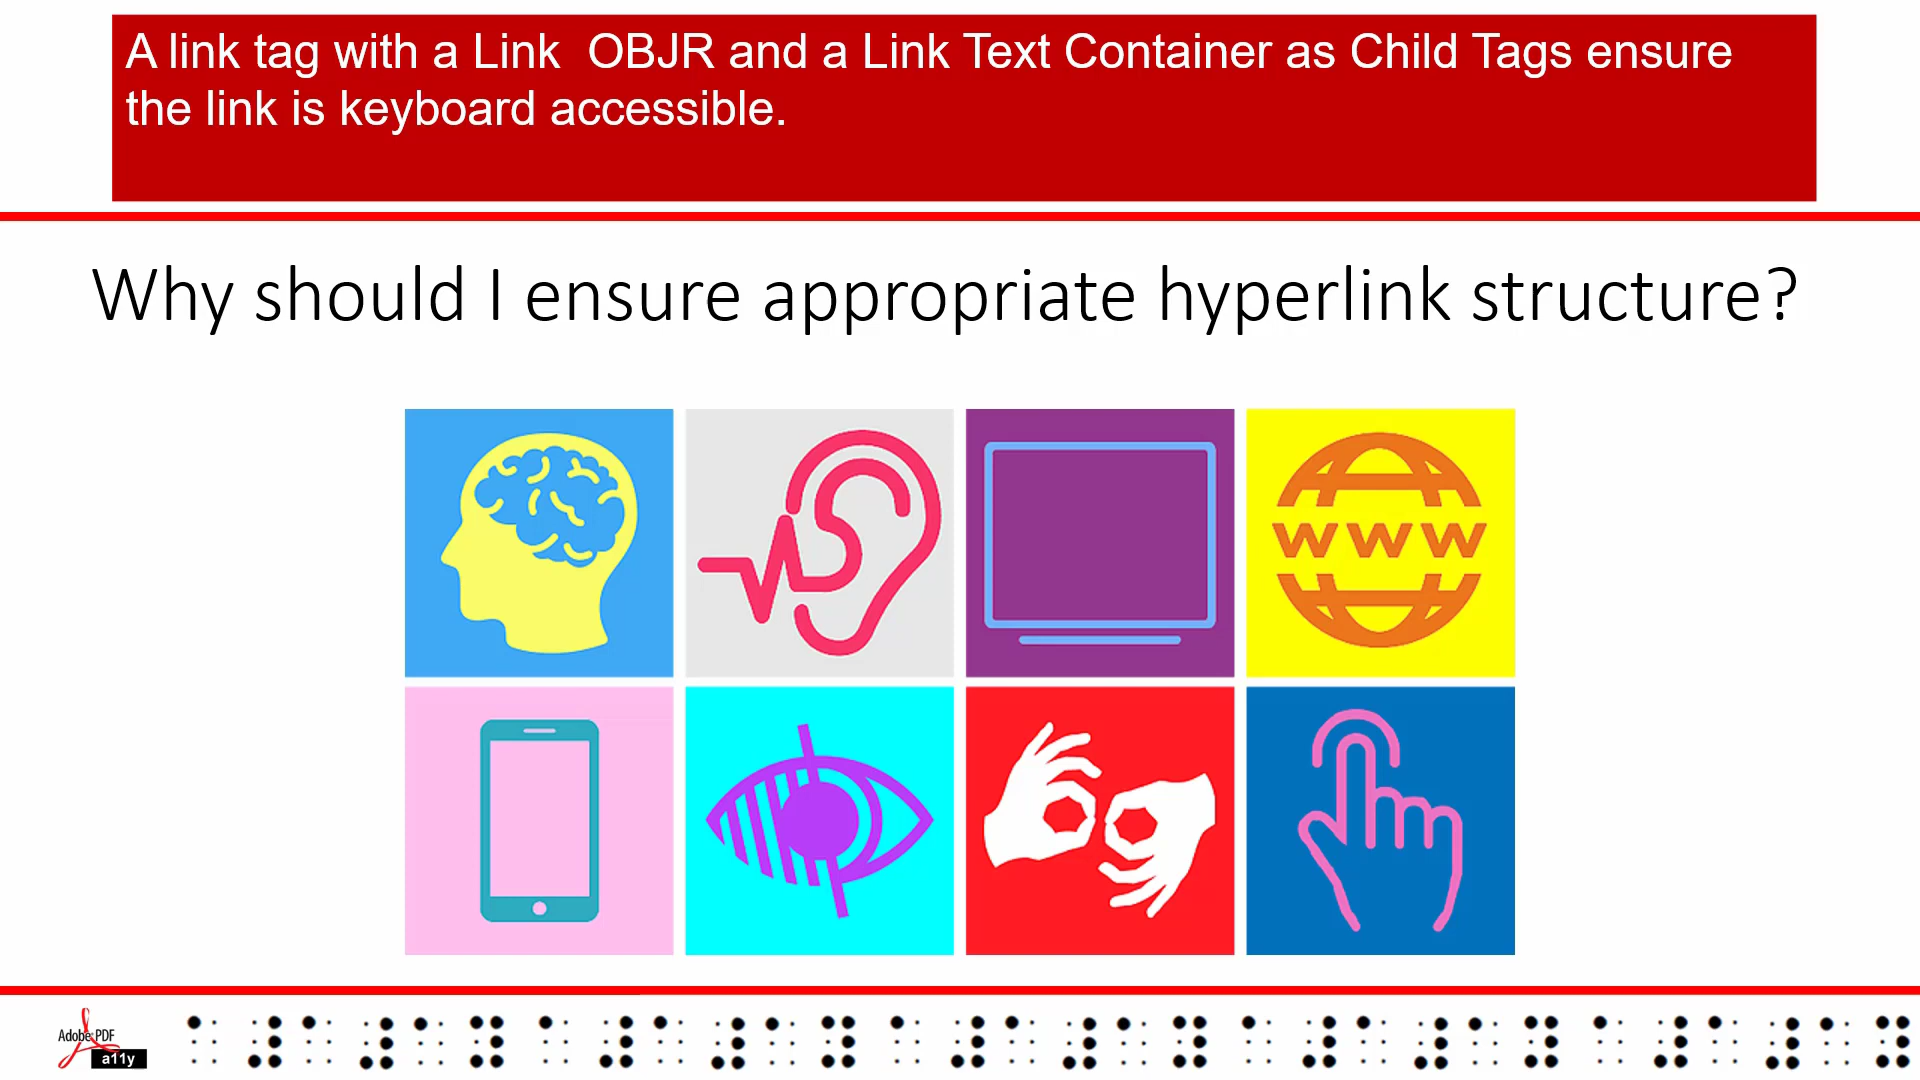 A link tag with a Link  OBJR and a Link Text Container as Child Tags ensure
the link is keyboard accessible.
Why should I ensure appropriate hyperlink structure?
www
Adobe PDF
a11y